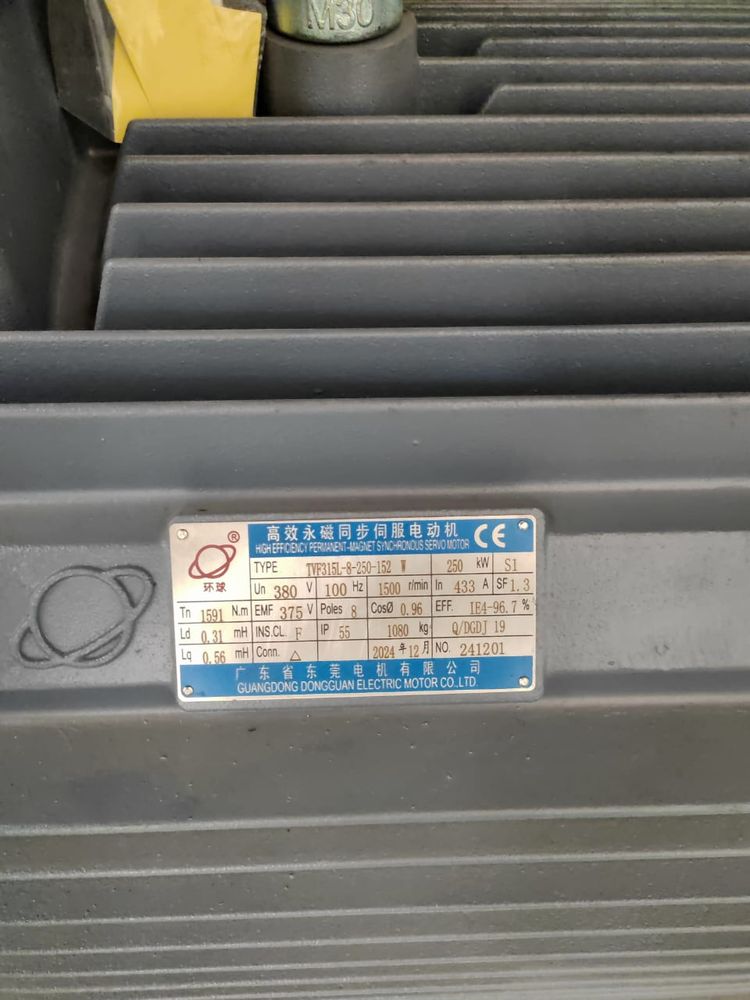 M30
高效永磁同步伺服电动机 CE
HIGH EFFICIENCY PERMANENT-MAGNET SYNCHRONOUS SERVO MOTOR
®
环球
TYPE TVF315L-8-250-152 W 250 kW S1
Un 380 V 100 Hz 1500 r/min In 433 A SF 1.3
Tn 1591 N.m EMF 375 V Poles 8 CosØ 0.96 EFF. IE4-96.7 %
Ld 0.31 mH INS.CL. F IP 55 1080 kg Q/DGDJ 19
Lq 0.56 mH Conn. △ 2024 年 12 月 NO. 241201
广东省东莞电机有限公司
GUANGDONG DONGGUAN ELECTRIC MOTOR CO.,LTD.